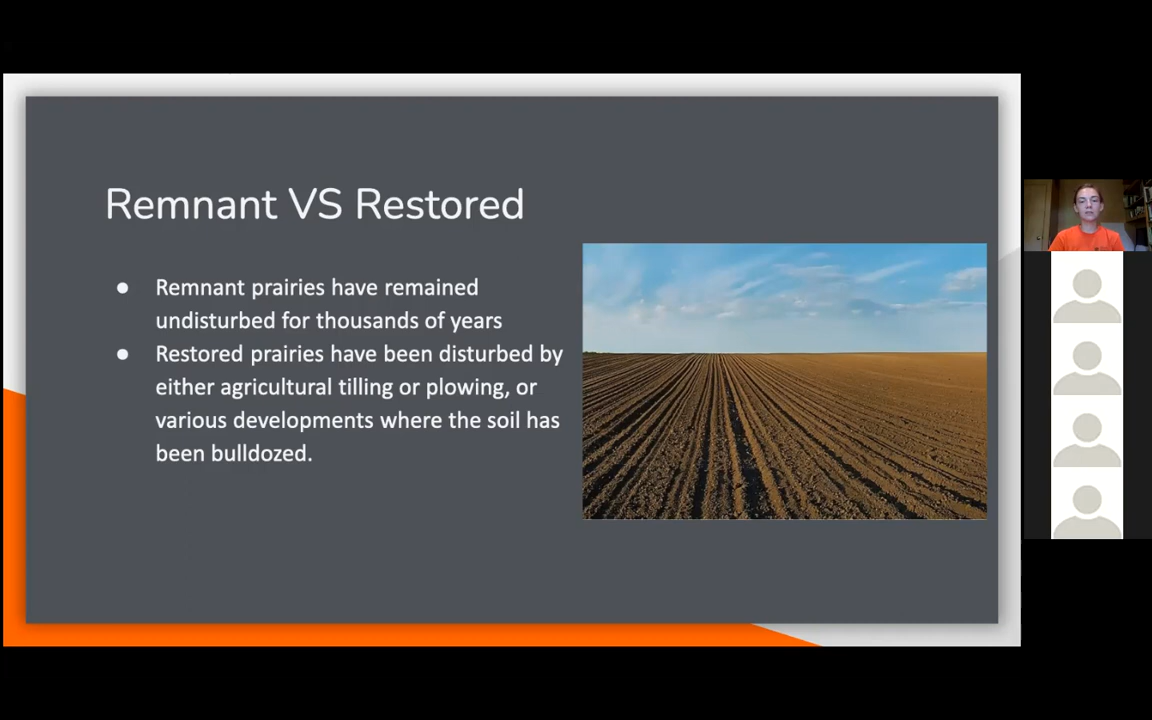 Remnant VS Restored
● Remnant prairies have remained
undisturbed for thousands of years
● Restored prairies have been disturbed by
either agricultural tilling or plowing, or
various developments where the soil has
been bulldozed.